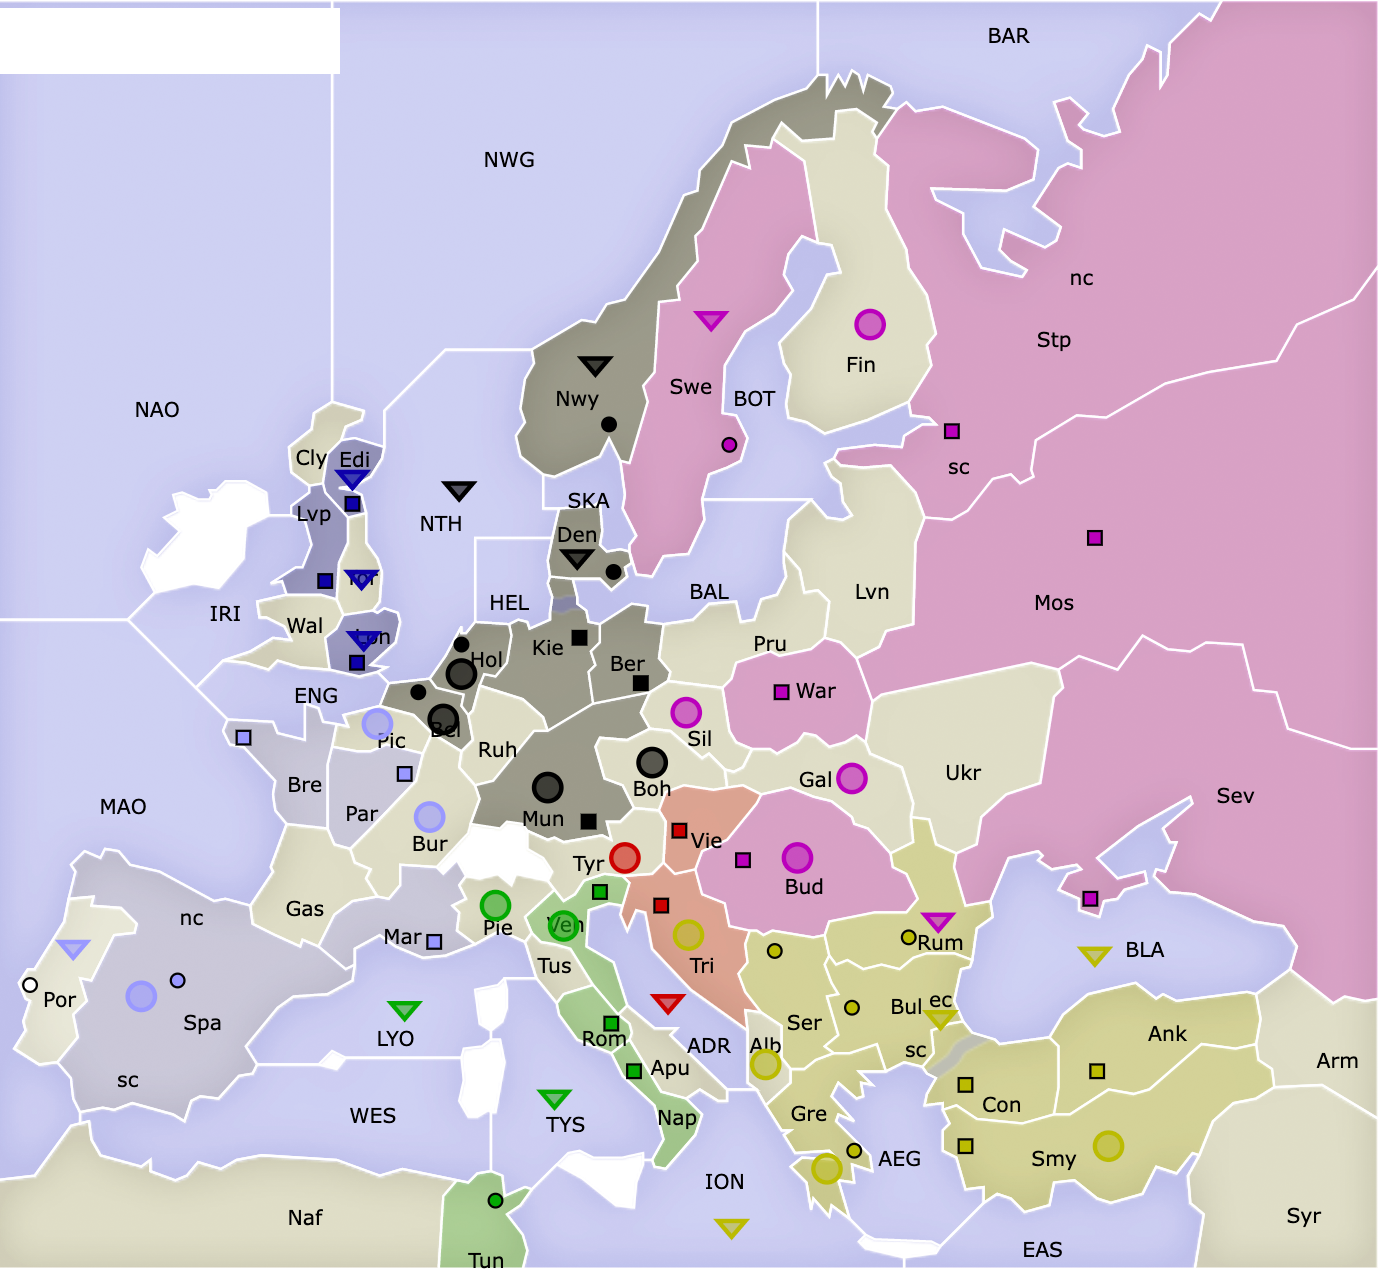 BAR
NWG
nc
Stp
Fin
Swe
Nwy
BOT
NAO
Cly
Edi
sc
SKA
Lvp
NTH
Den
Yor
BAL
Lvn
HEL
Mos
IRI
Wal
Lon
Kie
Pru
Hol
Ber
War
ENG
Bel
Pic
Sil
Ruh
Gal
Ukr
Bre
Boh
Sev
MAO
Par
Mun
Vie
Bur
Tyr
Bud
nc
Gas
Mar
Pie
Ven
Rum
BLA
Tus
Tri
Por
Bul
ec
Spa
Ser
LYO
Rom
ADR
Alb
sc
Ank
Apu
Arm
sc
WES
TYS
Nap
Gre
Con
AEG
Smy
ION
Naf
Syr
EAS
Tun